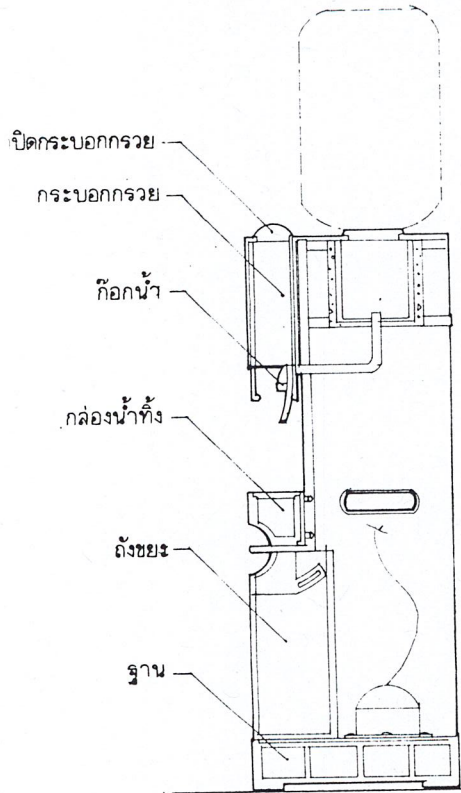 ปิดกระบอกกรวย
กระบอกกรวย
ก๊อกน้ำ
กล่องน้ำทิ้ง
ถังขยะ
ฐาน